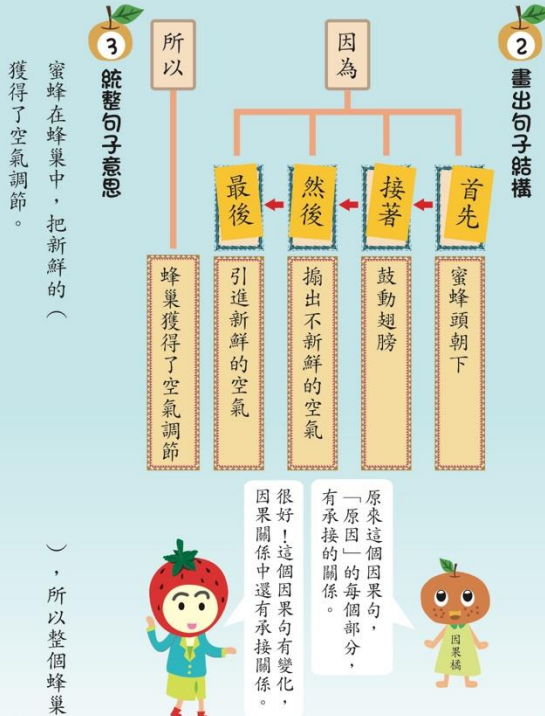 2
畫出句子結構
因為
首先
接著
然後
最後
蜜蜂頭朝下
鼓動翅膀
搧出不新鮮的空氣
引進新鮮的空氣
所以
蜂巢獲得了空氣調節
原來這個因果句，
「原因」的每個部分，
有承接的關係。
因果橘
很好！這個因果句有變化，
因果關係中還有承接關係。
3
統整句子意思
蜜蜂在蜂巢中，把新鮮的（　），所以整個蜂巢
獲得了空氣調節。